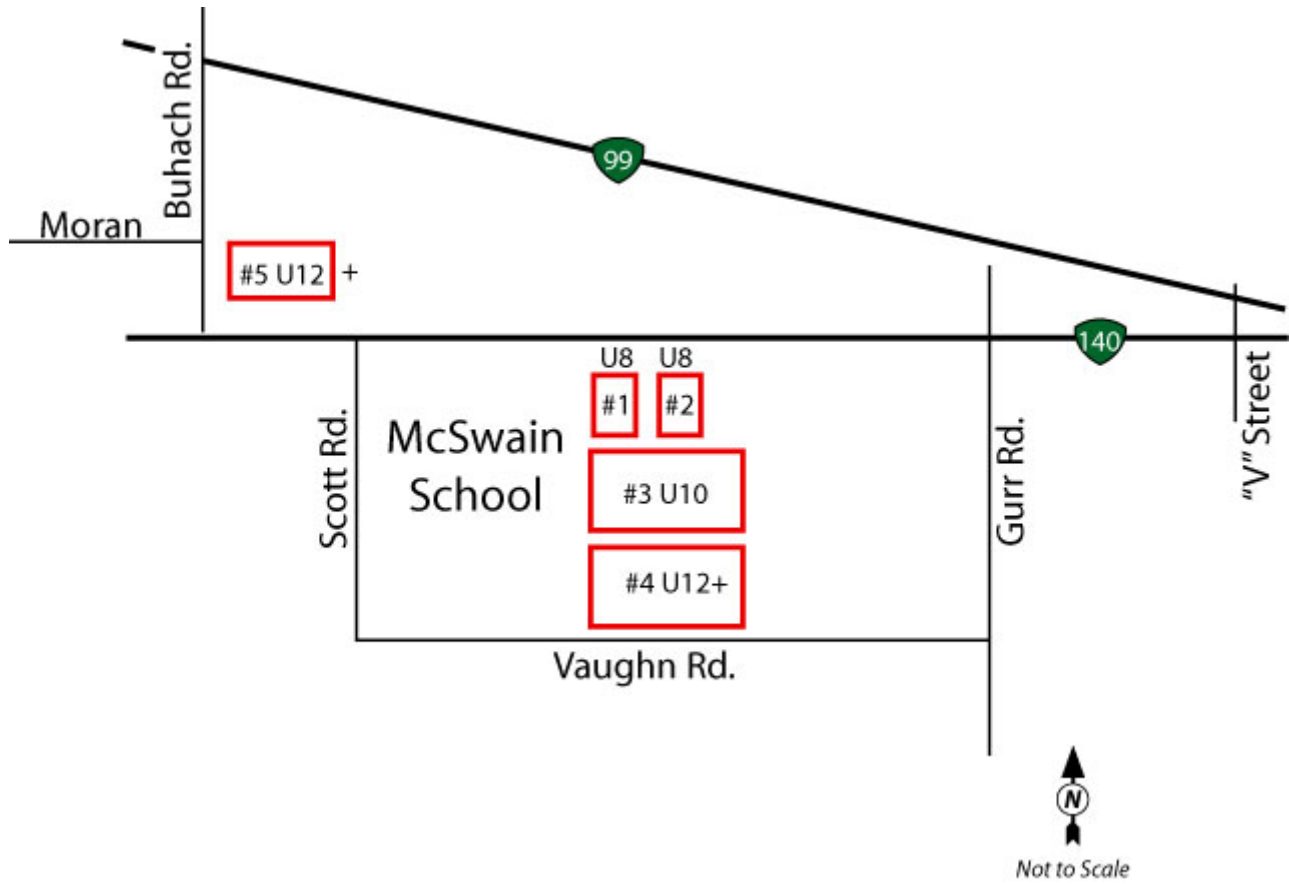 Buhach Rd.
99
Moran
#5 U12 +
140
U8 U8
#1 #2
McSwain
School
#3 U10
#4 U12+
Scott Rd.
Gurr Rd.
"V" Street
Vaughn Rd.
N
Not to Scale